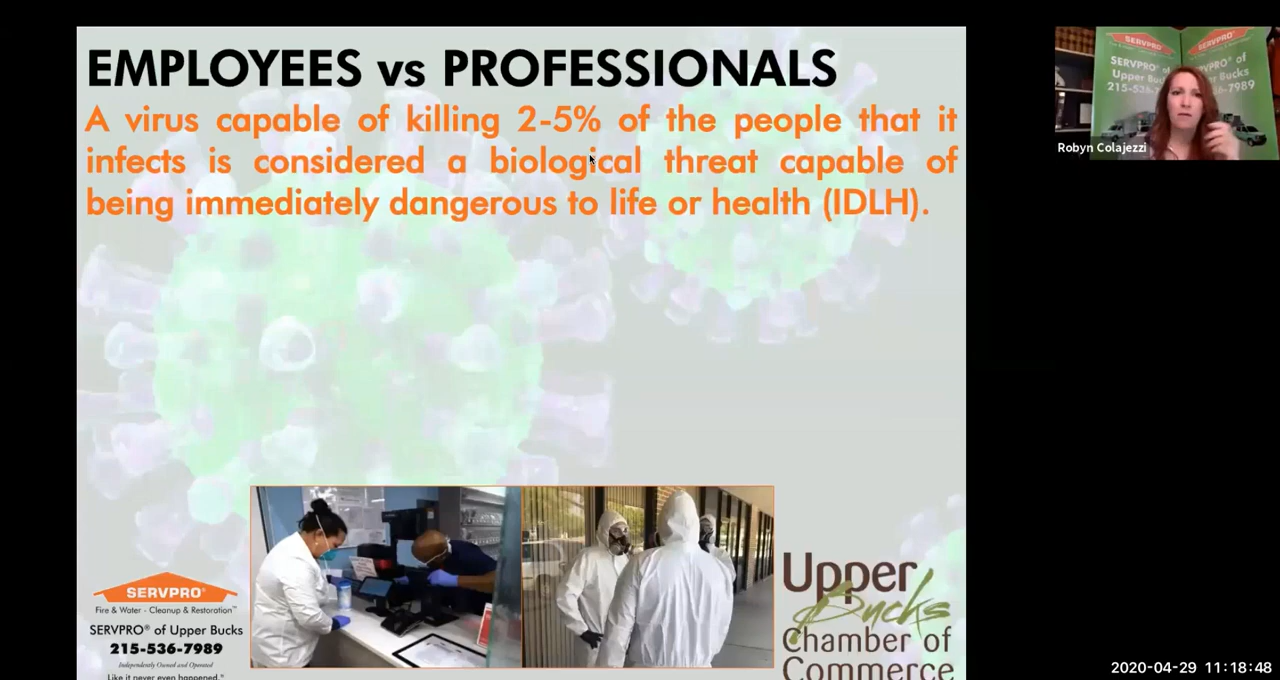 EMPLOYEES vs PROFESSIONALS
A virus capable of killing 2-5% of the people that it
infects is considered a biological threat capable of
being immediately dangerous to life or health (IDLH).
SERVPRO®
Fire & Water - Cleanup & Restoration™
SERVPRO® of Upper Bucks
215-536-7989
Independently Owned and Operated
Like it never even happened.®
Upper
Bucks
Chamber of
Commerce
SERVPRO
SERVPRO
SERVPRO of
Upper Bucks
215-536-
Bucks
-7989
Robyn Colajezzi
2020-04-29 11:18:48